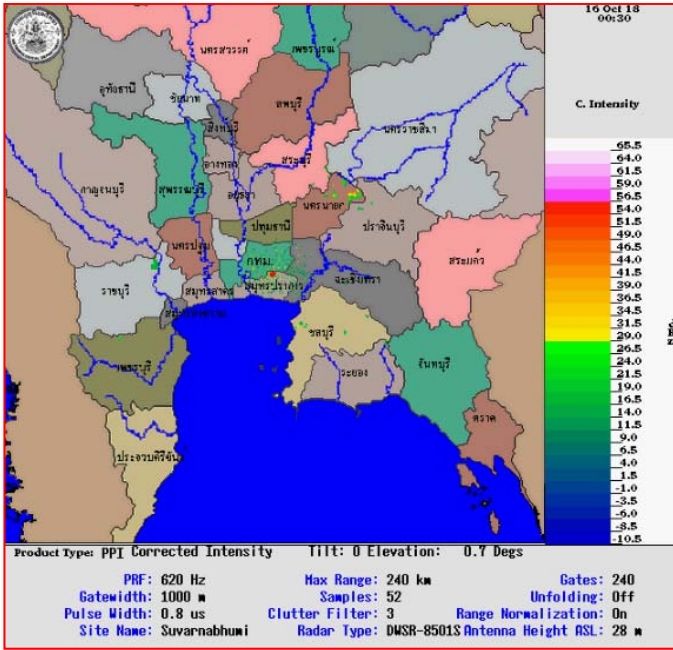 16 Oct 18
00:30
C. Intensity
นครสวรรค์
เพชรบูรณ์
อุทัยธานี
ชัยนาท
ลพบุรี
สิงห์บุรี
นครราชสีมา
อ่างทอง
สระบุรี
กาญจนบุรี
สุพรรณบุรี
อยุธยา
นครนายก
ปทุมธานี
ปราจีนบุรี
นครปฐม
กทม.
สระแก้ว
ราชบุรี
สมุทรสาคร
สมุทรปราการ
ฉะเชิงเทรา
ชลบุรี
เพชรบุรี
ระยอง
จันทบุรี
ตราด
ประจวบคีรีขันธ์
65.5
64.0
61.5
59.0
56.5
54.0
51.5
49.0
46.5
44.0
41.5
39.0
36.5
34.0
31.5
29.0
26.5
24.0
21.5
19.0
16.5
14.0
11.5
9.0
6.5
4.0
1.5
-1.0
-3.5
-6.0
-8.5
-10.5
Product Type: PPI Corrected Intensity Tilt: 0 Elevation: 0.7 Degs
PRF: 620 Hz Max Range: 240 km Gates: 240
Gatewidth: 1000 m Samples: 52 Unfolding: Off
Pulse Width: 0.8 us Clutter Filter: 3 Range Normalization: On
Site Name: Suvarnabhumi Radar Type: DWSR-8501S Antenna Height ASL: 28 m